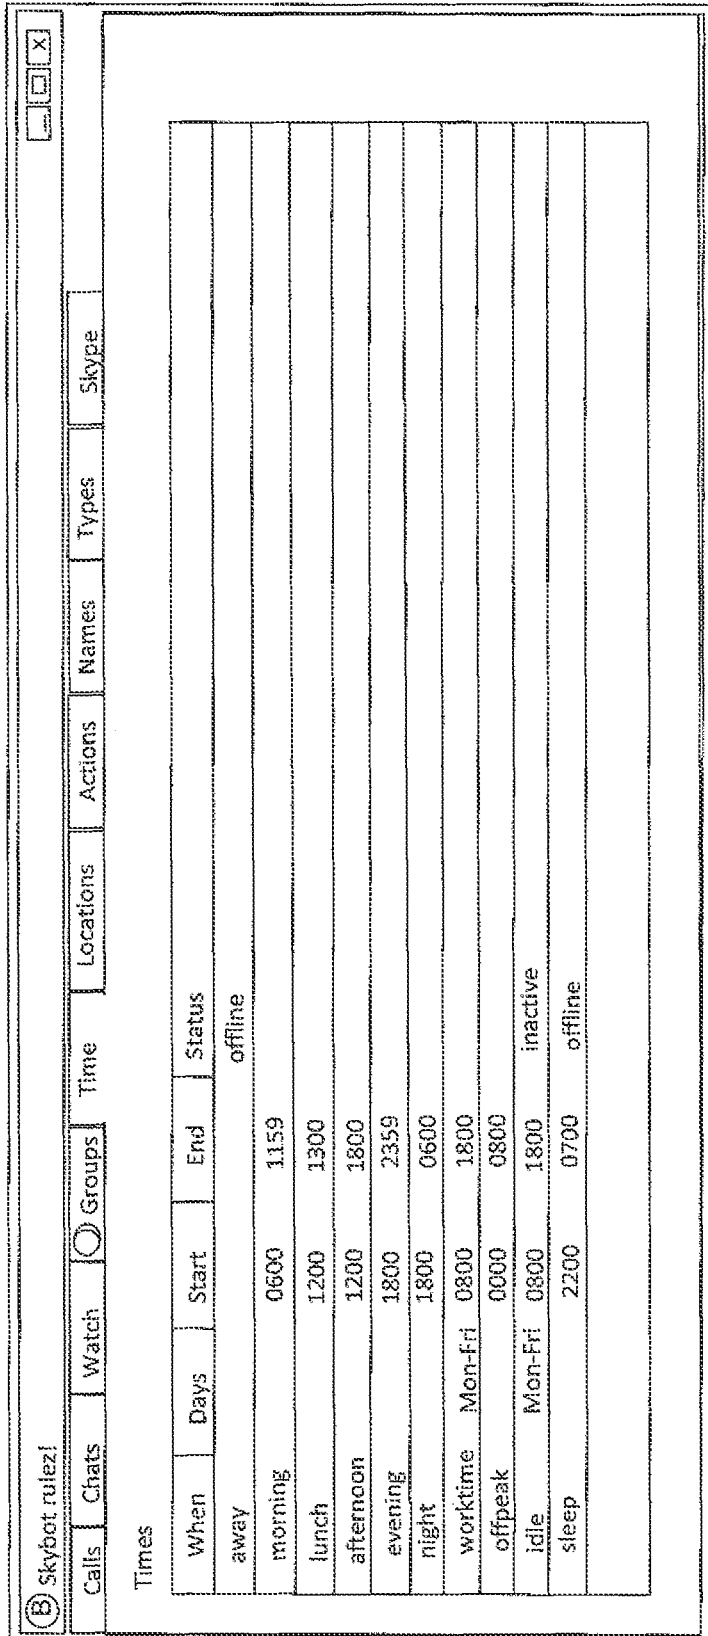 B Skybot rulez! _ □ x
Calls Chats Watch Groups Time Locations Actions Names Types Skype
Times
When Days Start End Status
away offline
morning 0600 1159
lunch 1200 1300
afternoon 1200 1800
evening 1800 2359
night 1800 0600
worktime Mon-Fri 0800 1800
offpeak 0000 0800
idle Mon-Fri 0800 1800 inactive
sleep 2200 0700 offline